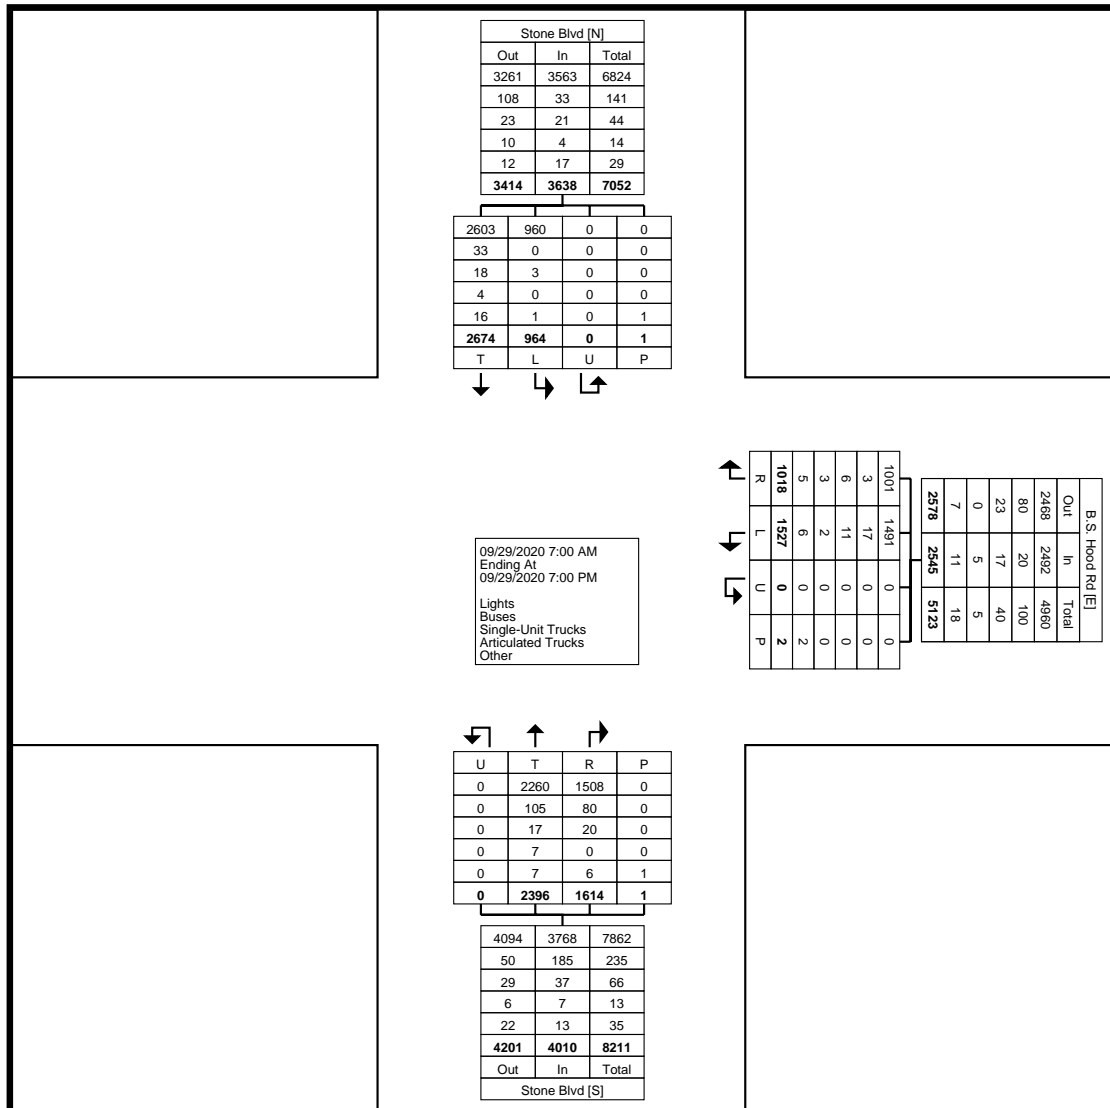 Stone Blvd [N]
Out In Total
3261 3563 6824
108 33 141
23 21 44
10 4 14
12 17 29
3414 3638 7052
2603 960 0 0
33 0 0 0
18 3 0 0
4 0 0 0
16 1 0 1
2674 964 0 1
T L U P
B.S. Hood Rd [E]
Out In Total
2468 2492 4960
80 20 100
23 17 40
0 5 5
7 11 18
2578 2545 5123
1001 1491 0 0
3 17 0 0
6 11 0 0
3 2 0 0
5 6 0 2
1018 1527 0 2
R L U P
09/29/2020 7:00 AM
Ending At
09/29/2020 7:00 PM
Lights
Buses
Single-Unit Trucks
Articulated Trucks
Other
U T R P
0 2260 1508 0
0 105 80 0
0 17 20 0
0 7 0 0
0 7 6 1
0 2396 1614 1
4094 3768 7862
50 185 235
29 37 66
6 7 13
22 13 35
4201 4010 8211
Out In Total
Stone Blvd [S]